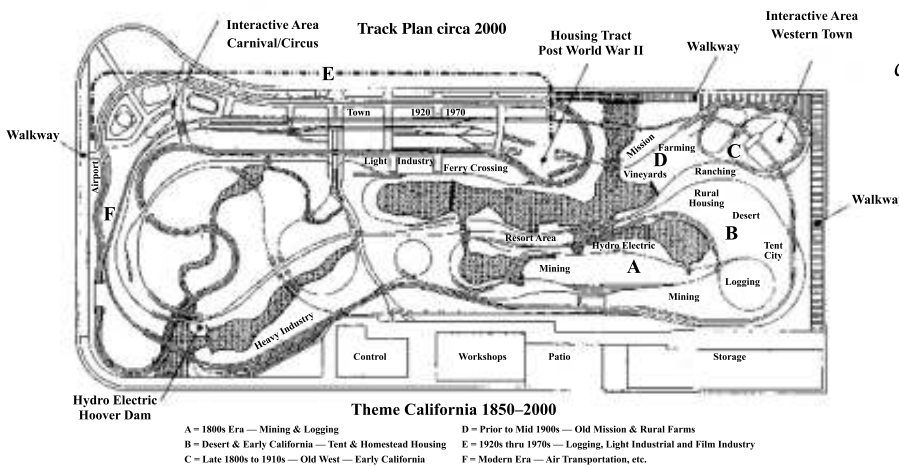 Interactive Area
Carnival/Circus
Track Plan circa 2000
Housing Tract
Post World War II
Walkway
Interactive Area
Western Town
E
Town 1920 1970
Walkway
Airport
Light Industry
Ferry Crossing
Mission
D
Farming
Vineyards
C
Ranching
Rural
Housing
Walkway
F
Desert
B
Resort Area
Hydro Electric
Tent
City
Mining
A
Logging
Mining
Heavy Industry
Control
Workshops
Patio
Storage
Hydro Electric
Hoover Dam
Theme California 1850–2000
A = 1800s Era — Mining & Logging
B = Desert & Early California — Tent & Homestead Housing
C = Late 1800s to 1910s — Old West — Early California
D = Prior to Mid 1900s — Old Mission & Rural Farms
E = 1920s thru 1970s — Logging, Light Industrial and Film Industry
F = Modern Era — Air Transportation, etc.